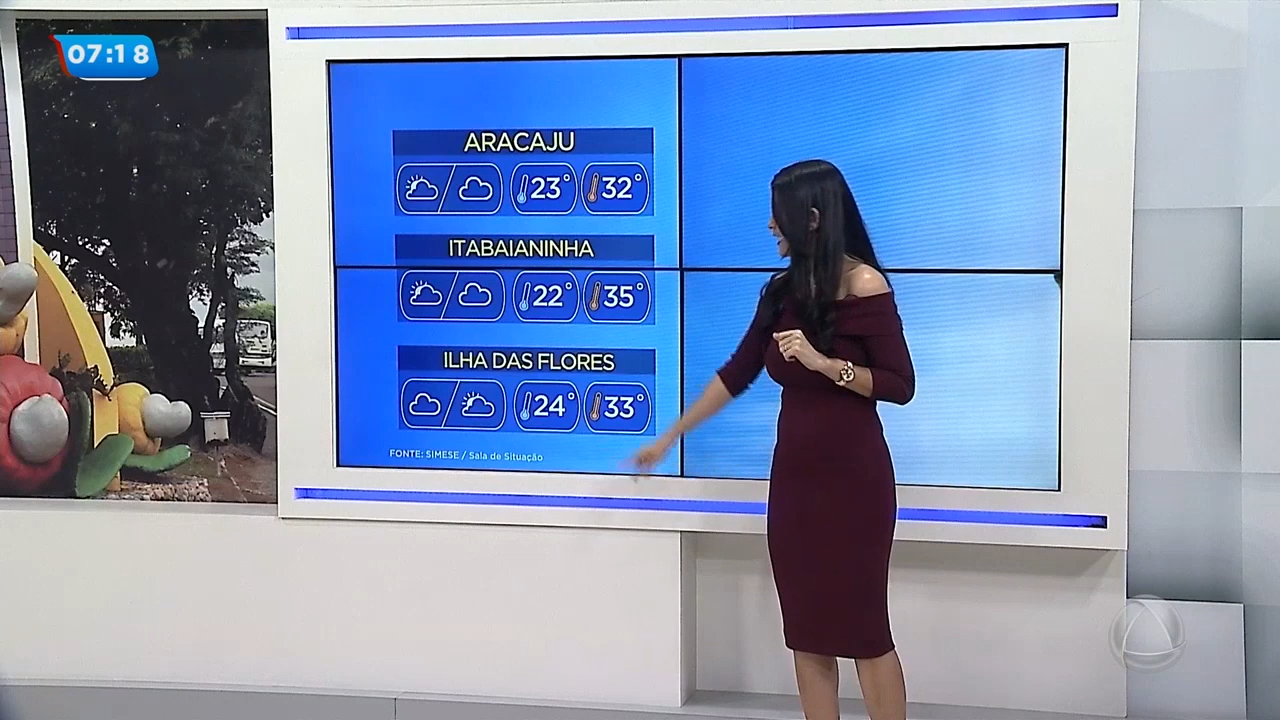 07:18
ARACAJU
23° 32°
ITABAIANINHA
22° 35°
ILHA DAS FLORES
24° 33°
FONTE: SIMESE / Sala de Situação